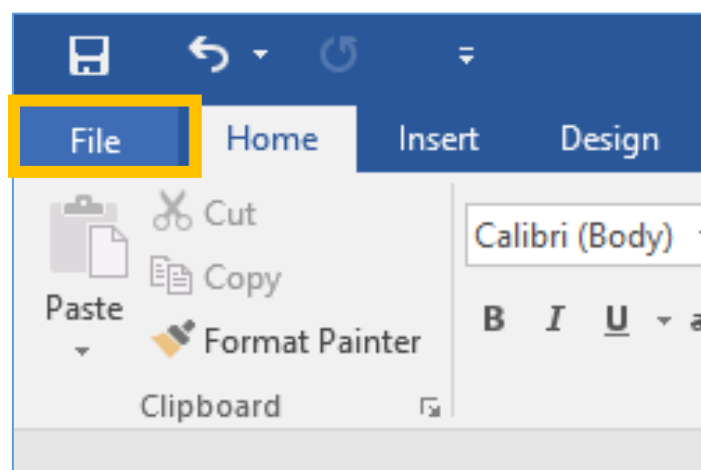 File Home Insert Design
Cut
Calibri (Body)
Copy
Paste
B I U a
Format Painter
Clipboard